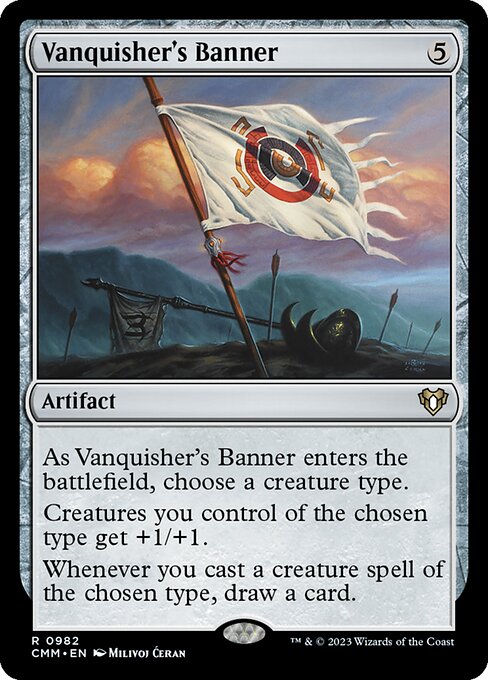 Vanquisher's Banner 5
Artifact
As Vanquisher's Banner enters the
battlefield, choose a creature type.
Creatures you control of the chosen
type get +1/+1.
Whenever you cast a creature spell of
the chosen type, draw a card.
R 0982
CMM • EN Milivoj Ćeran
™ & © 2023 Wizards of the Coast